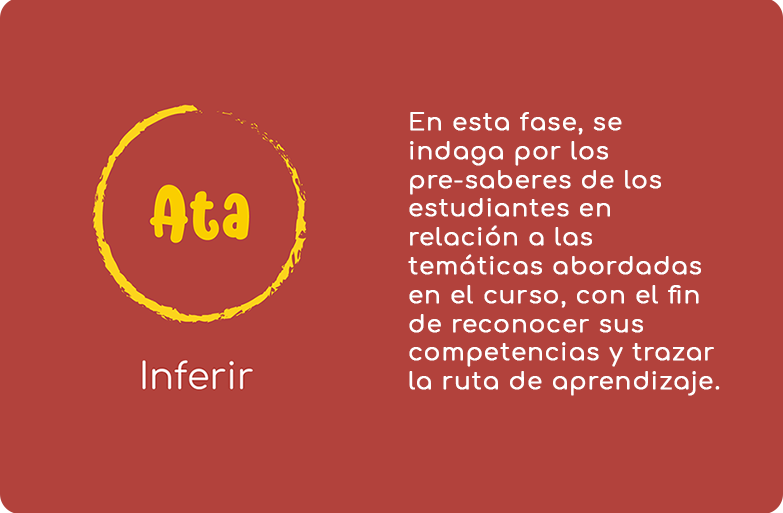 Ata
Inferir
En esta fase, se
indaga por los
pre-saberes de los
estudiantes en
relación a las
temáticas abordadas
en el curso, con el fin
de reconocer sus
competencias y trazar
la ruta de aprendizaje.